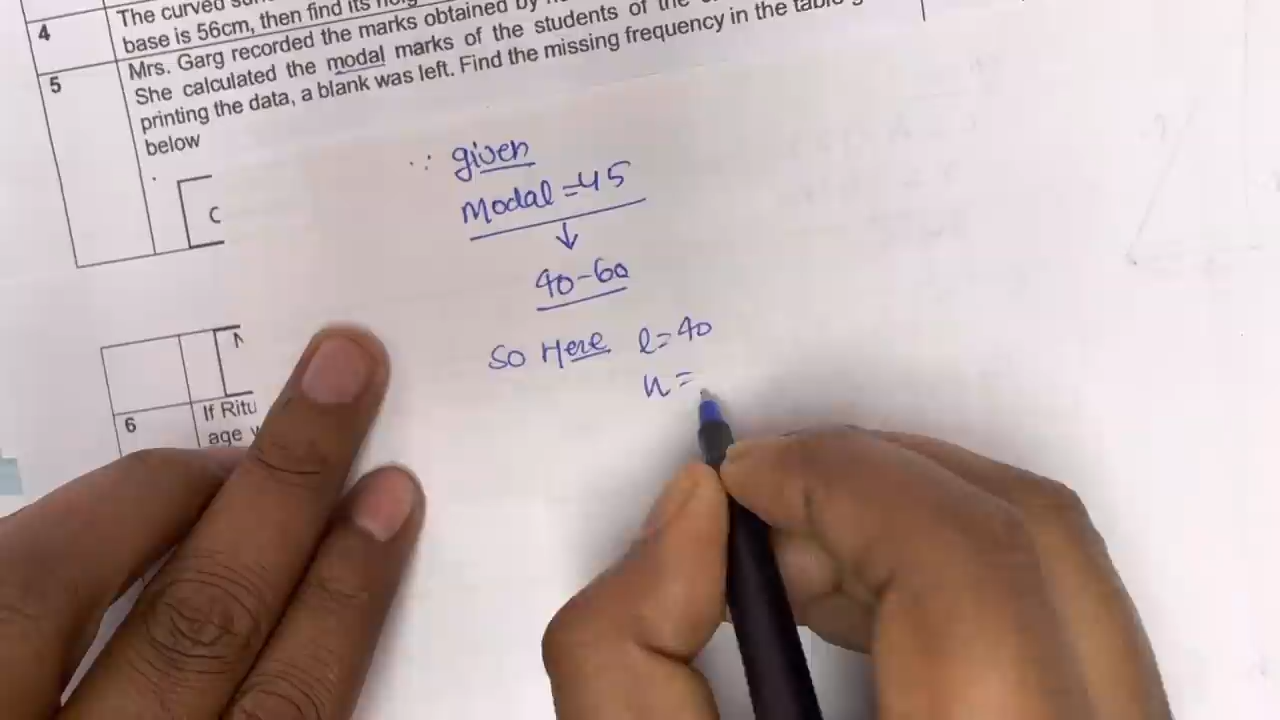 4
The curved
base is 56cm, then find its
5
Mrs. Garg recorded the marks obtained by
She calculated the modal marks of the students of the
printing the data, a blank was left. Find the missing frequency in the table
below
C
∵ given
Modal = 45
↓
40-60
So Here l = 40
h =
6
If Ritu
age